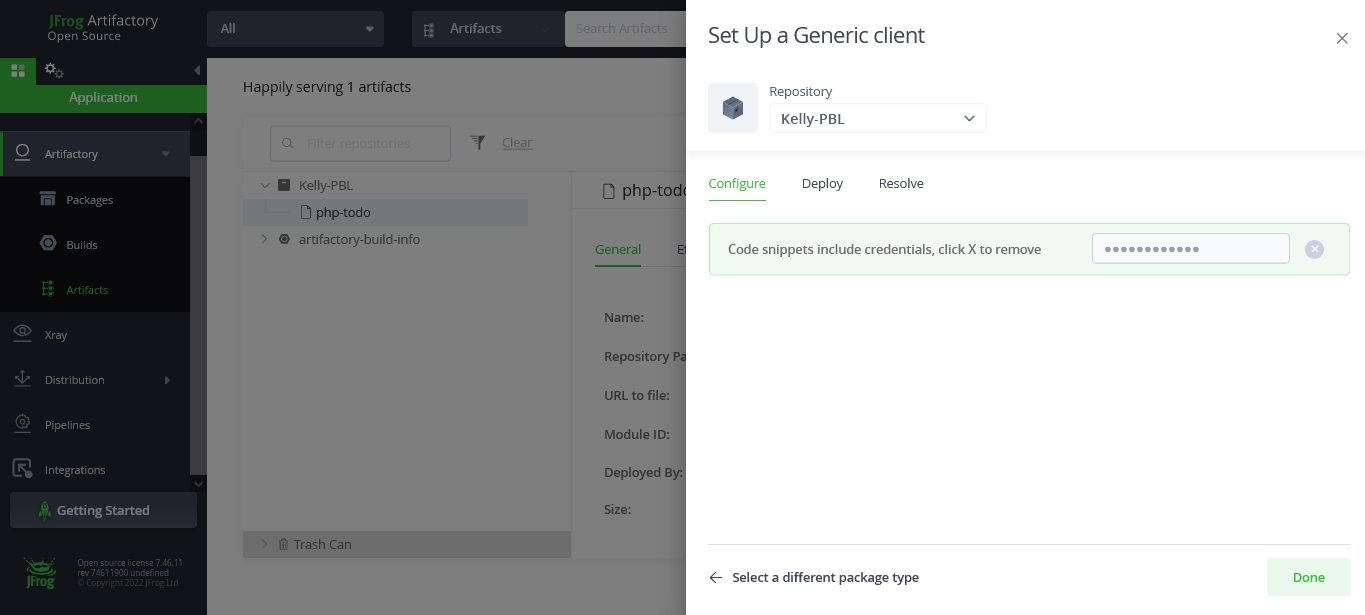 JFrog Artifactory
Open Source
All
Artifacts
Search Artifacts
Application
Artifactory
Packages
Builds
Artifacts
Xray
Distribution
Pipelines
Integrations
Getting Started
JFrog
Open source license 7.46.11
rev 74611900 undefined
© Copyright 2022 JFrog Ltd
Happily serving 1 artifacts
Filter repositories
Clear
Kelly-PBL
php-todo
artifactory-build-info
Trash Can
php-todo
General
Name:
Repository Pa
URL to file:
Module ID:
Deployed By:
Size:
Set Up a Generic client
Repository
Kelly-PBL
Configure Deploy Resolve
Code snippets include credentials, click X to remove
Select a different package type
Done